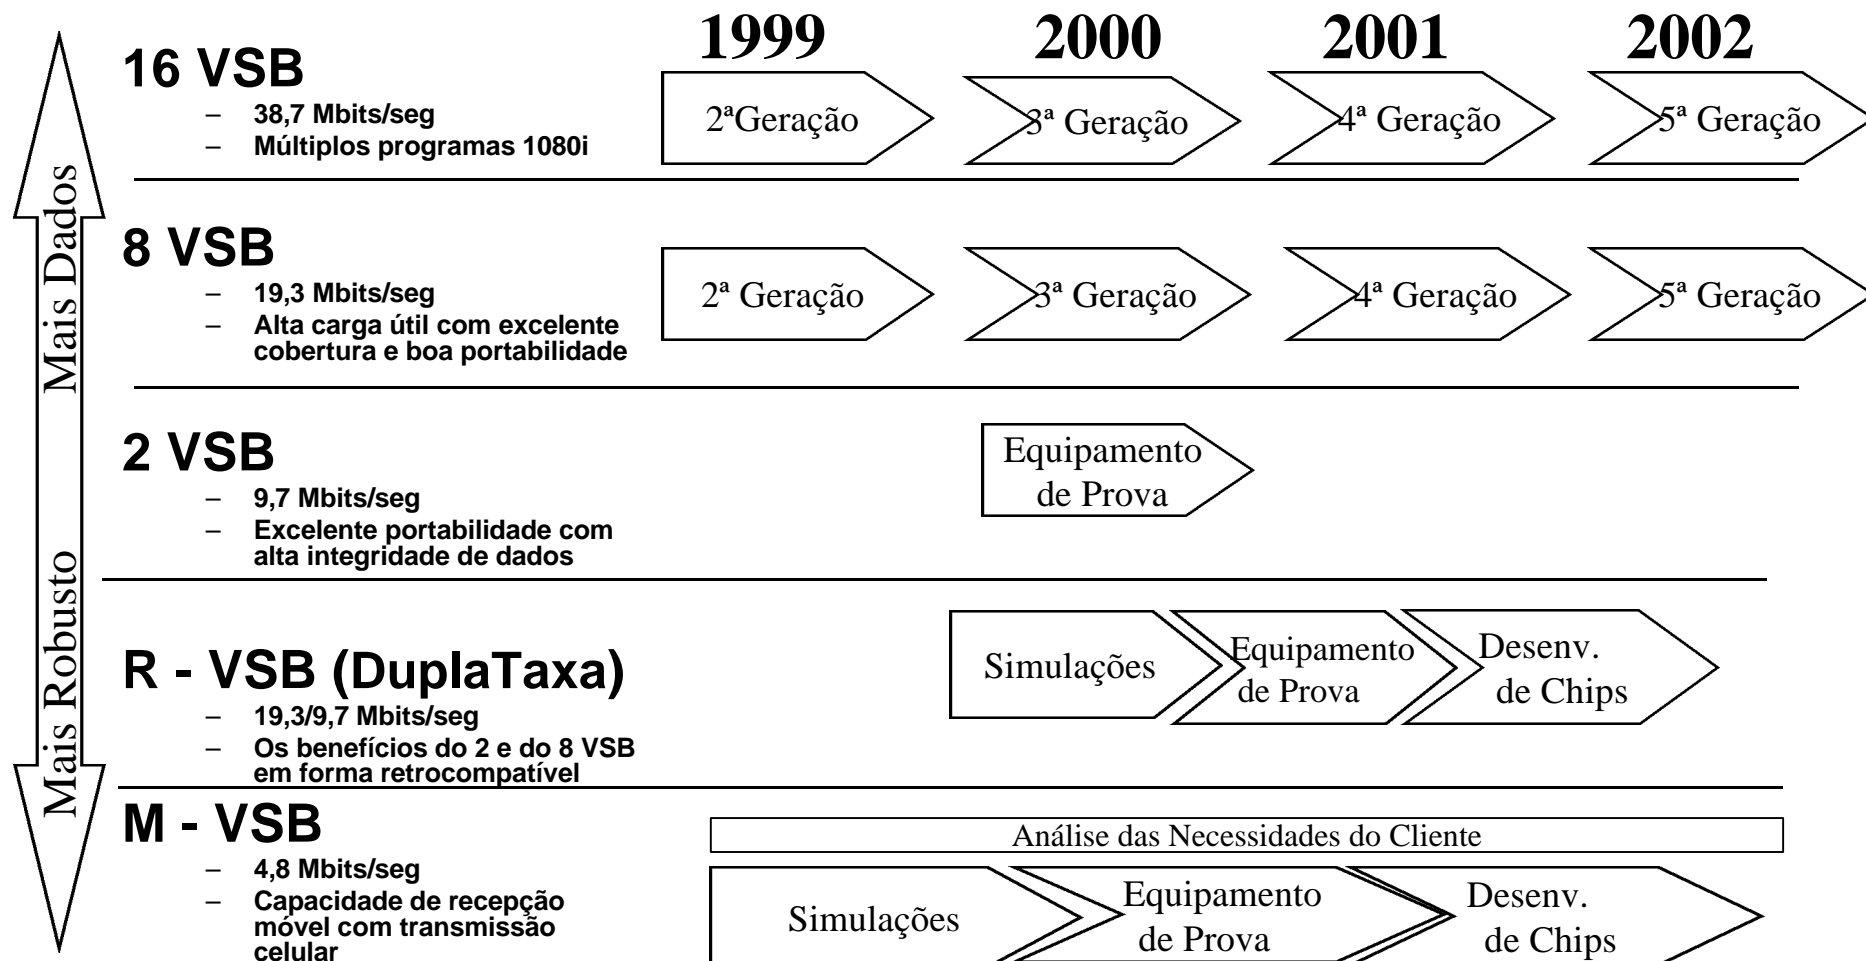 1999 2000 2001 2002
Mais Dados
Mais Robusto
16 VSB
– 38,7 Mbits/seg
– Múltiplos programas 1080i
2ªGeração 3ª Geração 4ª Geração 5ª Geração
8 VSB
– 19,3 Mbits/seg
– Alta carga útil com excelente
cobertura e boa portabilidade
2ª Geração 3ª Geração 4ª Geração 5ª Geração
2 VSB
– 9,7 Mbits/seg
– Excelente portabilidade com
alta integridade de dados
Equipamento
de Prova
R - VSB (DuplaTaxa)
– 19,3/9,7 Mbits/seg
– Os benefícios do 2 e do 8 VSB
em forma retrocompatível
Simulações
Equipamento
de Prova
Desenv.
de Chips
M - VSB
– 4,8 Mbits/seg
– Capacidade de recepção
móvel com transmissão
celular
Análise das Necessidades do Cliente
Simulações
Equipamento
de Prova
Desenv.
de Chips